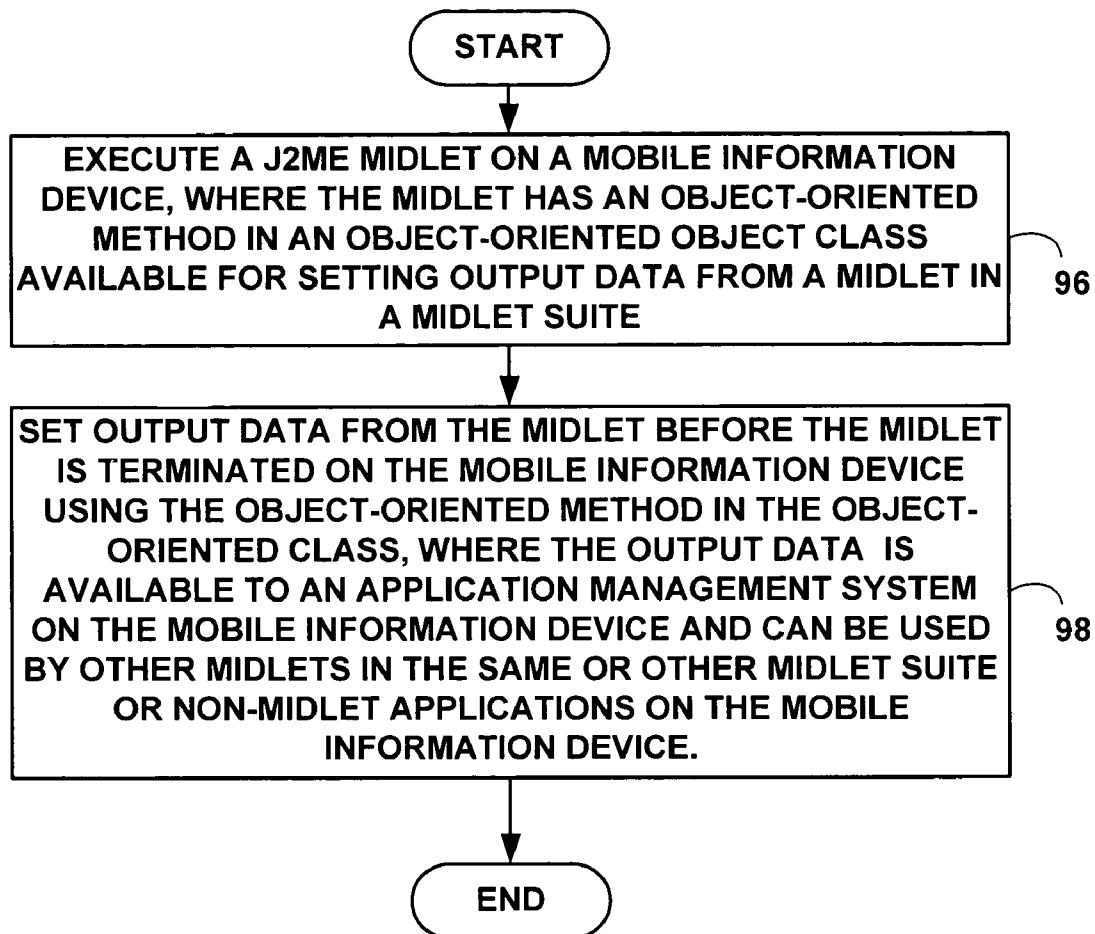 START
EXECUTE A J2ME MIDLET ON A MOBILE INFORMATION
DEVICE, WHERE THE MIDLET HAS AN OBJECT-ORIENTED
METHOD IN AN OBJECT-ORIENTED OBJECT CLASS
AVAILABLE FOR SETTING OUTPUT DATA FROM A MIDLET IN
A MIDLET SUITE
96
SET OUTPUT DATA FROM THE MIDLET BEFORE THE MIDLET
IS TERMINATED ON THE MOBILE INFORMATION DEVICE
USING THE OBJECT-ORIENTED METHOD IN THE OBJECT-
ORIENTED CLASS, WHERE THE OUTPUT DATA IS
AVAILABLE TO AN APPLICATION MANAGEMENT SYSTEM
ON THE MOBILE INFORMATION DEVICE AND CAN BE USED
BY OTHER MIDLETS IN THE SAME OR OTHER MIDLET SUITE
OR NON-MIDLET APPLICATIONS ON THE MOBILE
INFORMATION DEVICE.
98
END